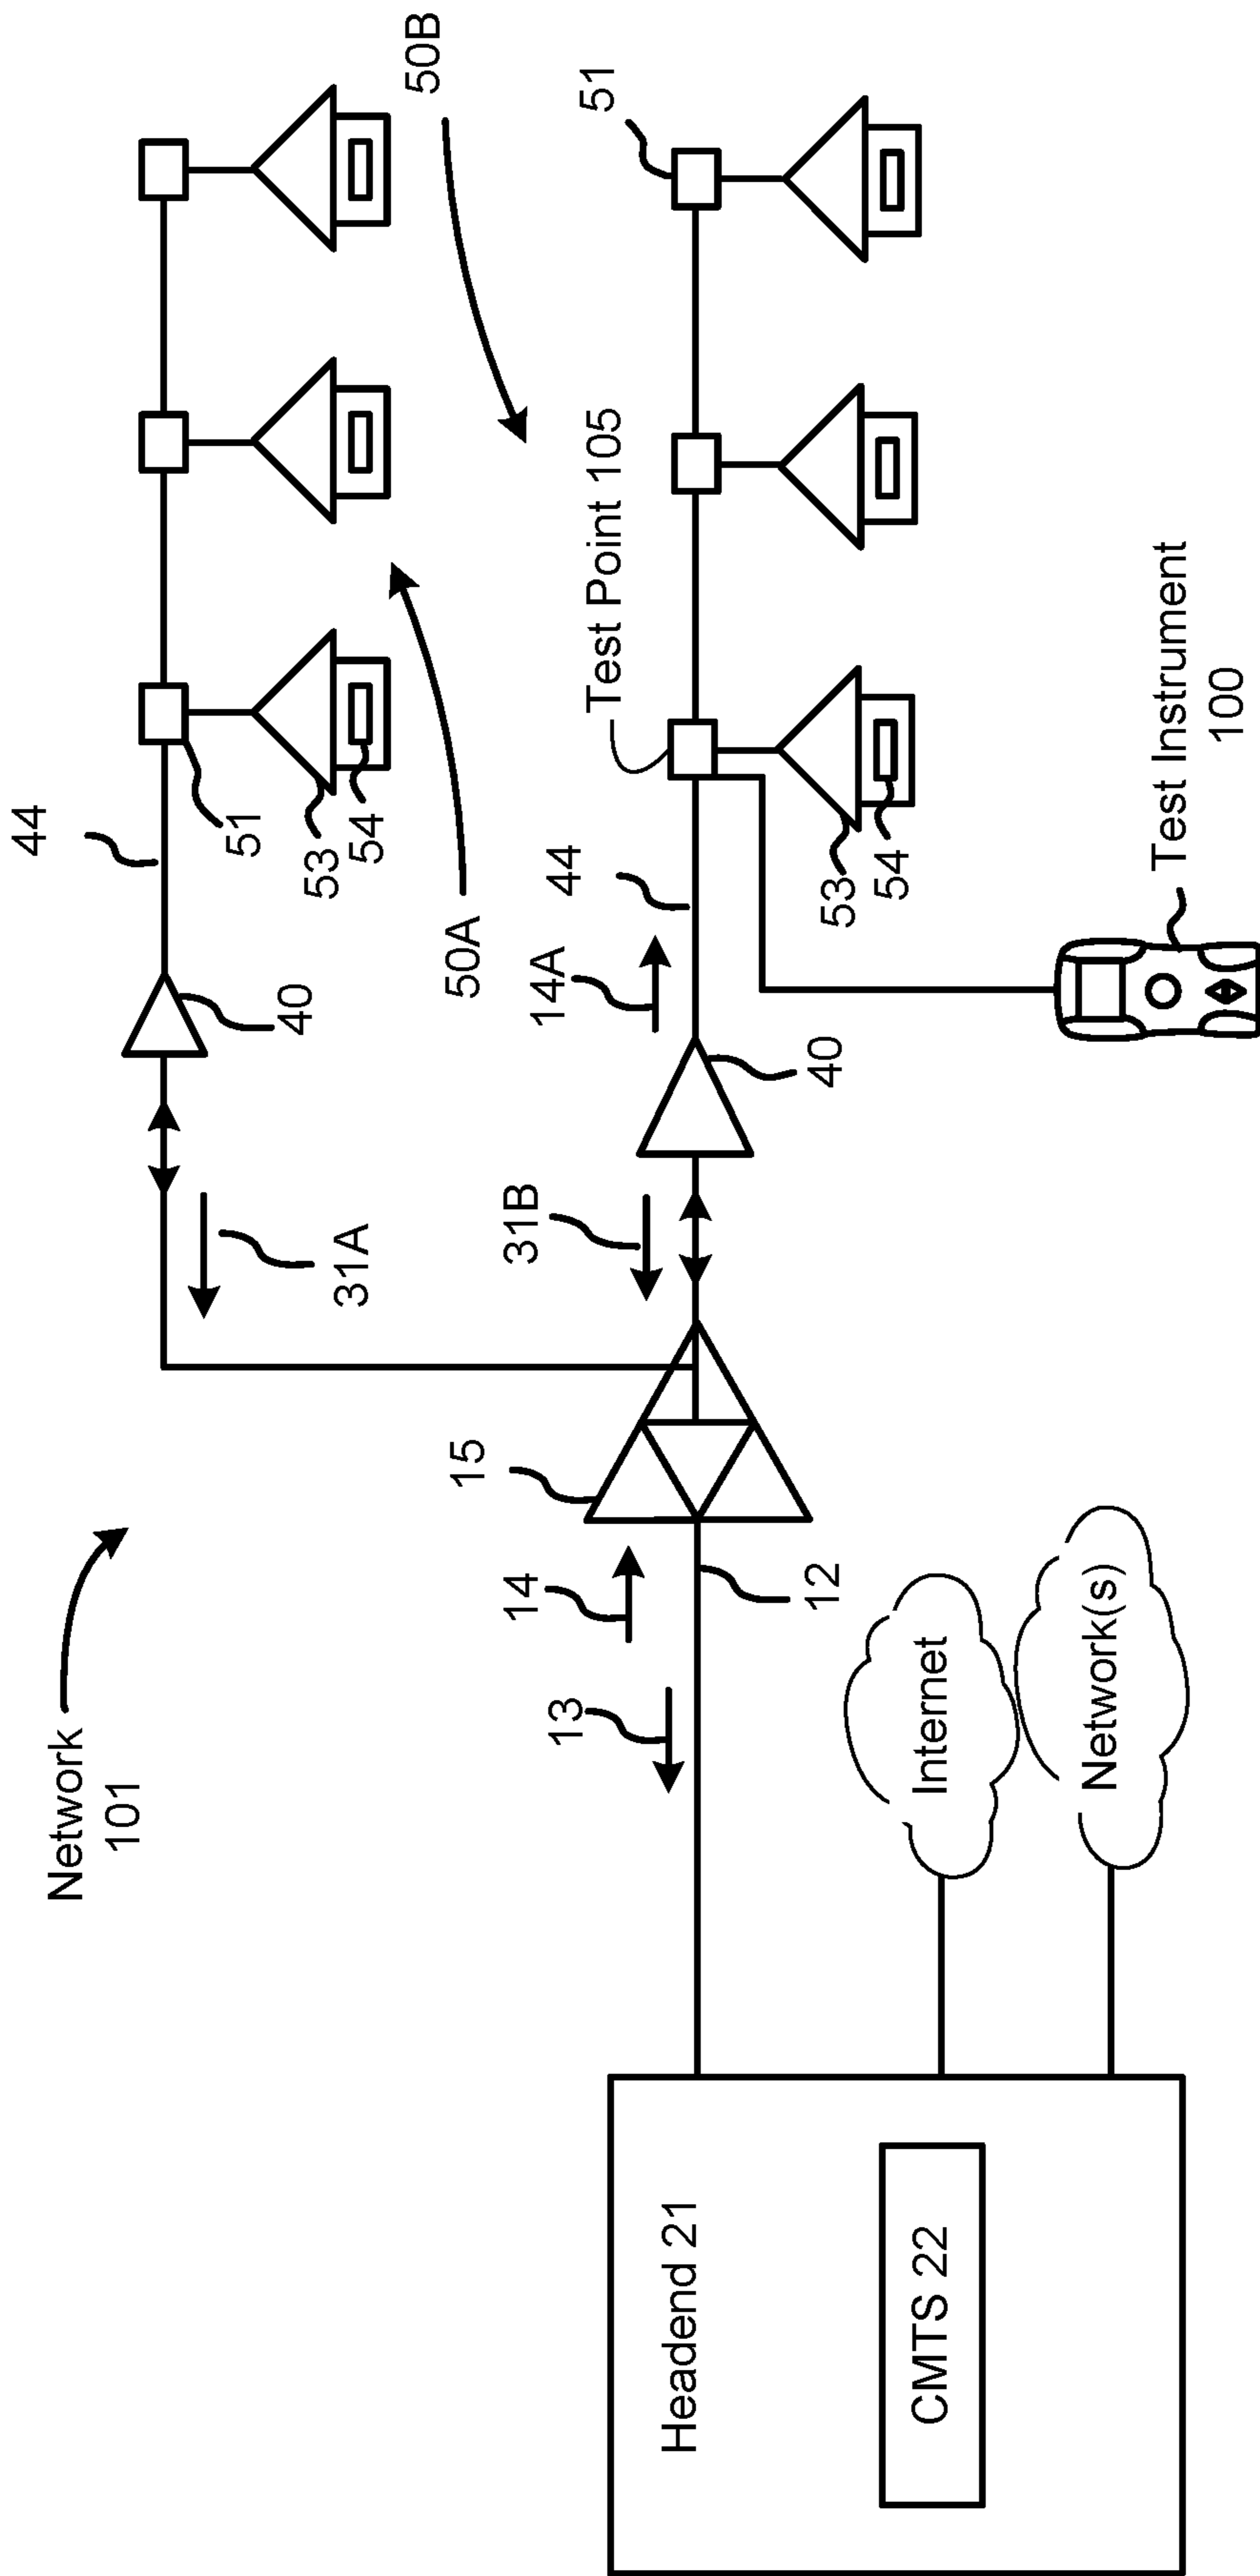 Network
101
44
40
31A
51
53
54
50A
50B
51
Test Point 105
44
14A
40
31B
53
54
15
14
13
12
Test Instrument
100
Headend 21
CMTS 22
Internet
Network(s)